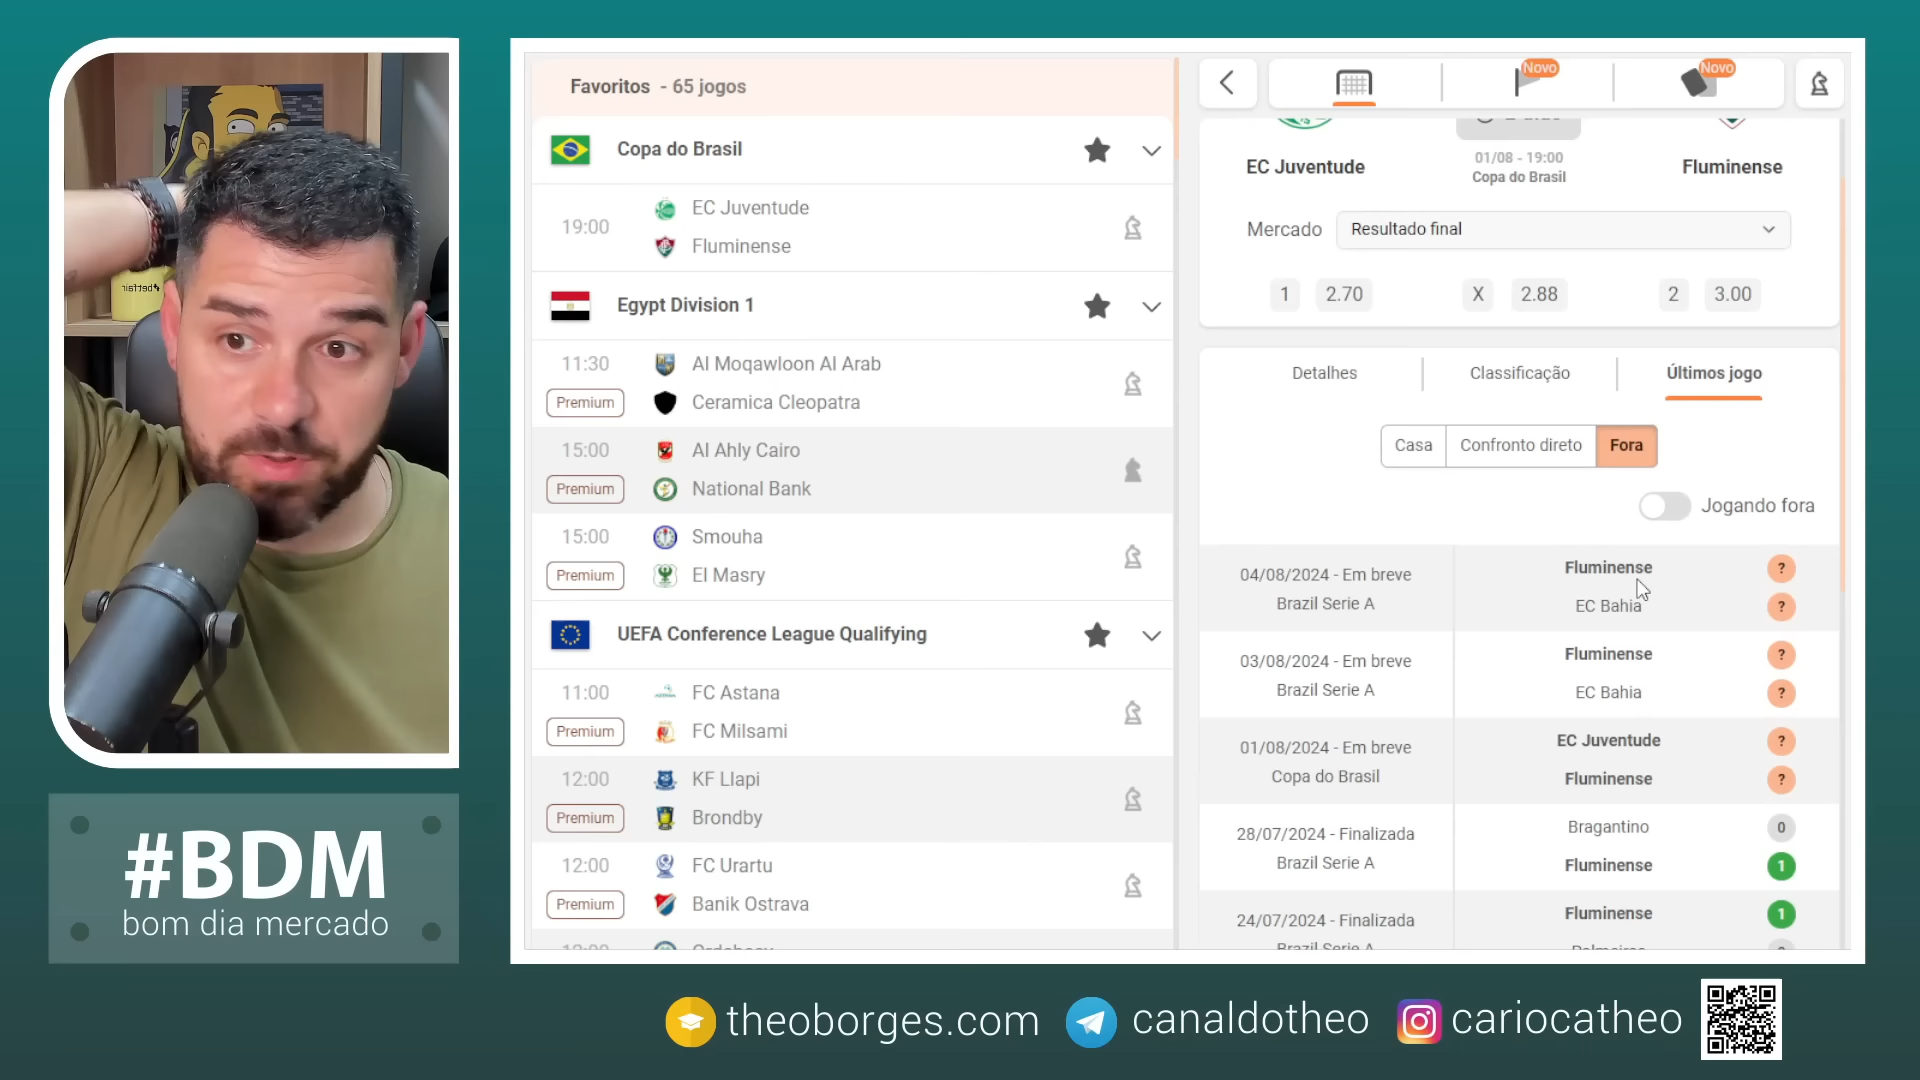 #betfair
#BDM
bom dia mercado
Favoritos - 65 jogos
Copa do Brasil
19:00
EC Juventude
Fluminense
Egypt Division 1
11:30
Premium
Al Moqawloon Al Arab
Ceramica Cleopatra
15:00
Premium
Al Ahly Cairo
National Bank
15:00
Premium
Smouha
El Masry
UEFA Conference League Qualifying
11:00
Premium
FC Astana
FC Milsami
12:00
Premium
KF Llapi
Brondby
12:00
Premium
FC Urartu
Banik Ostrava
Novo
Novo
EC Juventude
01/08 - 19:00
Copa do Brasil
Fluminense
Mercado
Resultado final
1 2.70
X 2.88
2 3.00
Detalhes
Classificação
Últimos jogo
Casa
Confronto direto
Fora
Jogando fora
04/08/2024 - Em breve
Brazil Serie A
Fluminense ?
EC Bahia ?
03/08/2024 - Em breve
Brazil Serie A
Fluminense ?
EC Bahia ?
01/08/2024 - Em breve
Copa do Brasil
EC Juventude ?
Fluminense ?
28/07/2024 - Finalizada
Brazil Serie A
Bragantino 0
Fluminense 1
24/07/2024 - Finalizada
Brazil Serie A
Fluminense 1
Palmeiras
theoborges.com
canaldotheo
cariocatheo